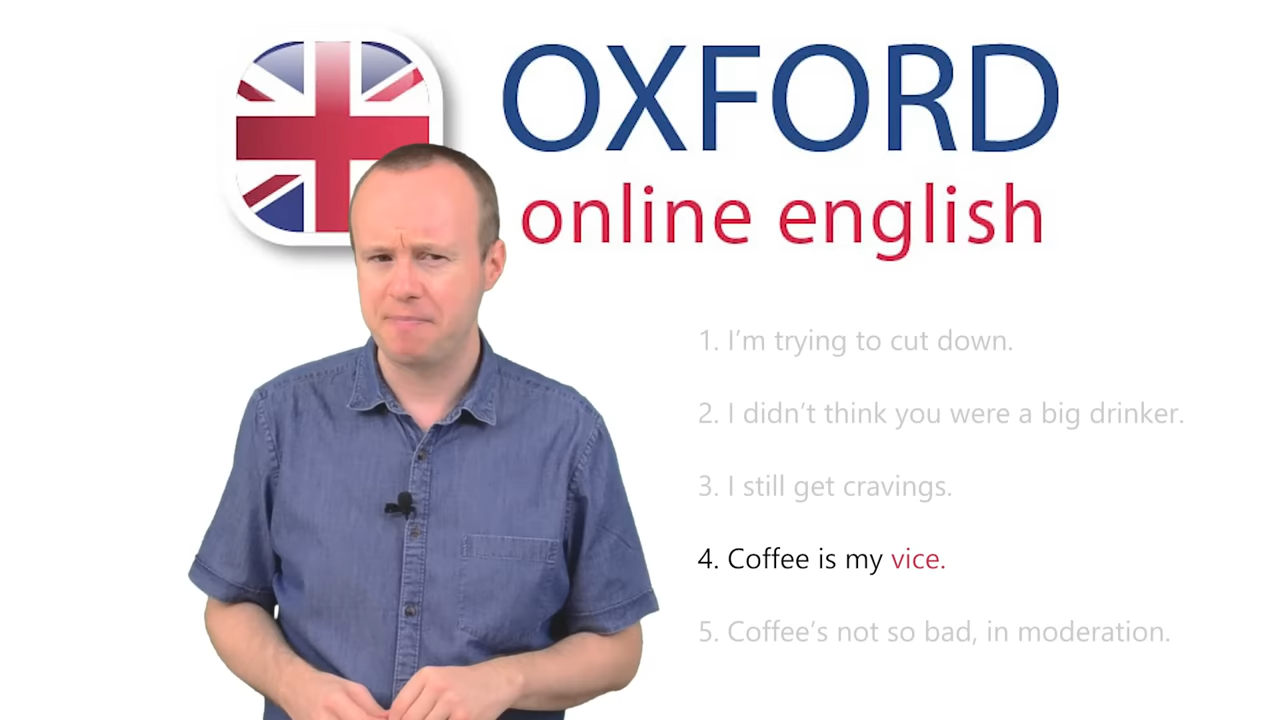 OXFORD
online english
1. I’m trying to cut down.
2. I didn’t think you were a big drinker.
3. I still get cravings.
4. Coffee is my vice.
5. Coffee’s not so bad, in moderation.